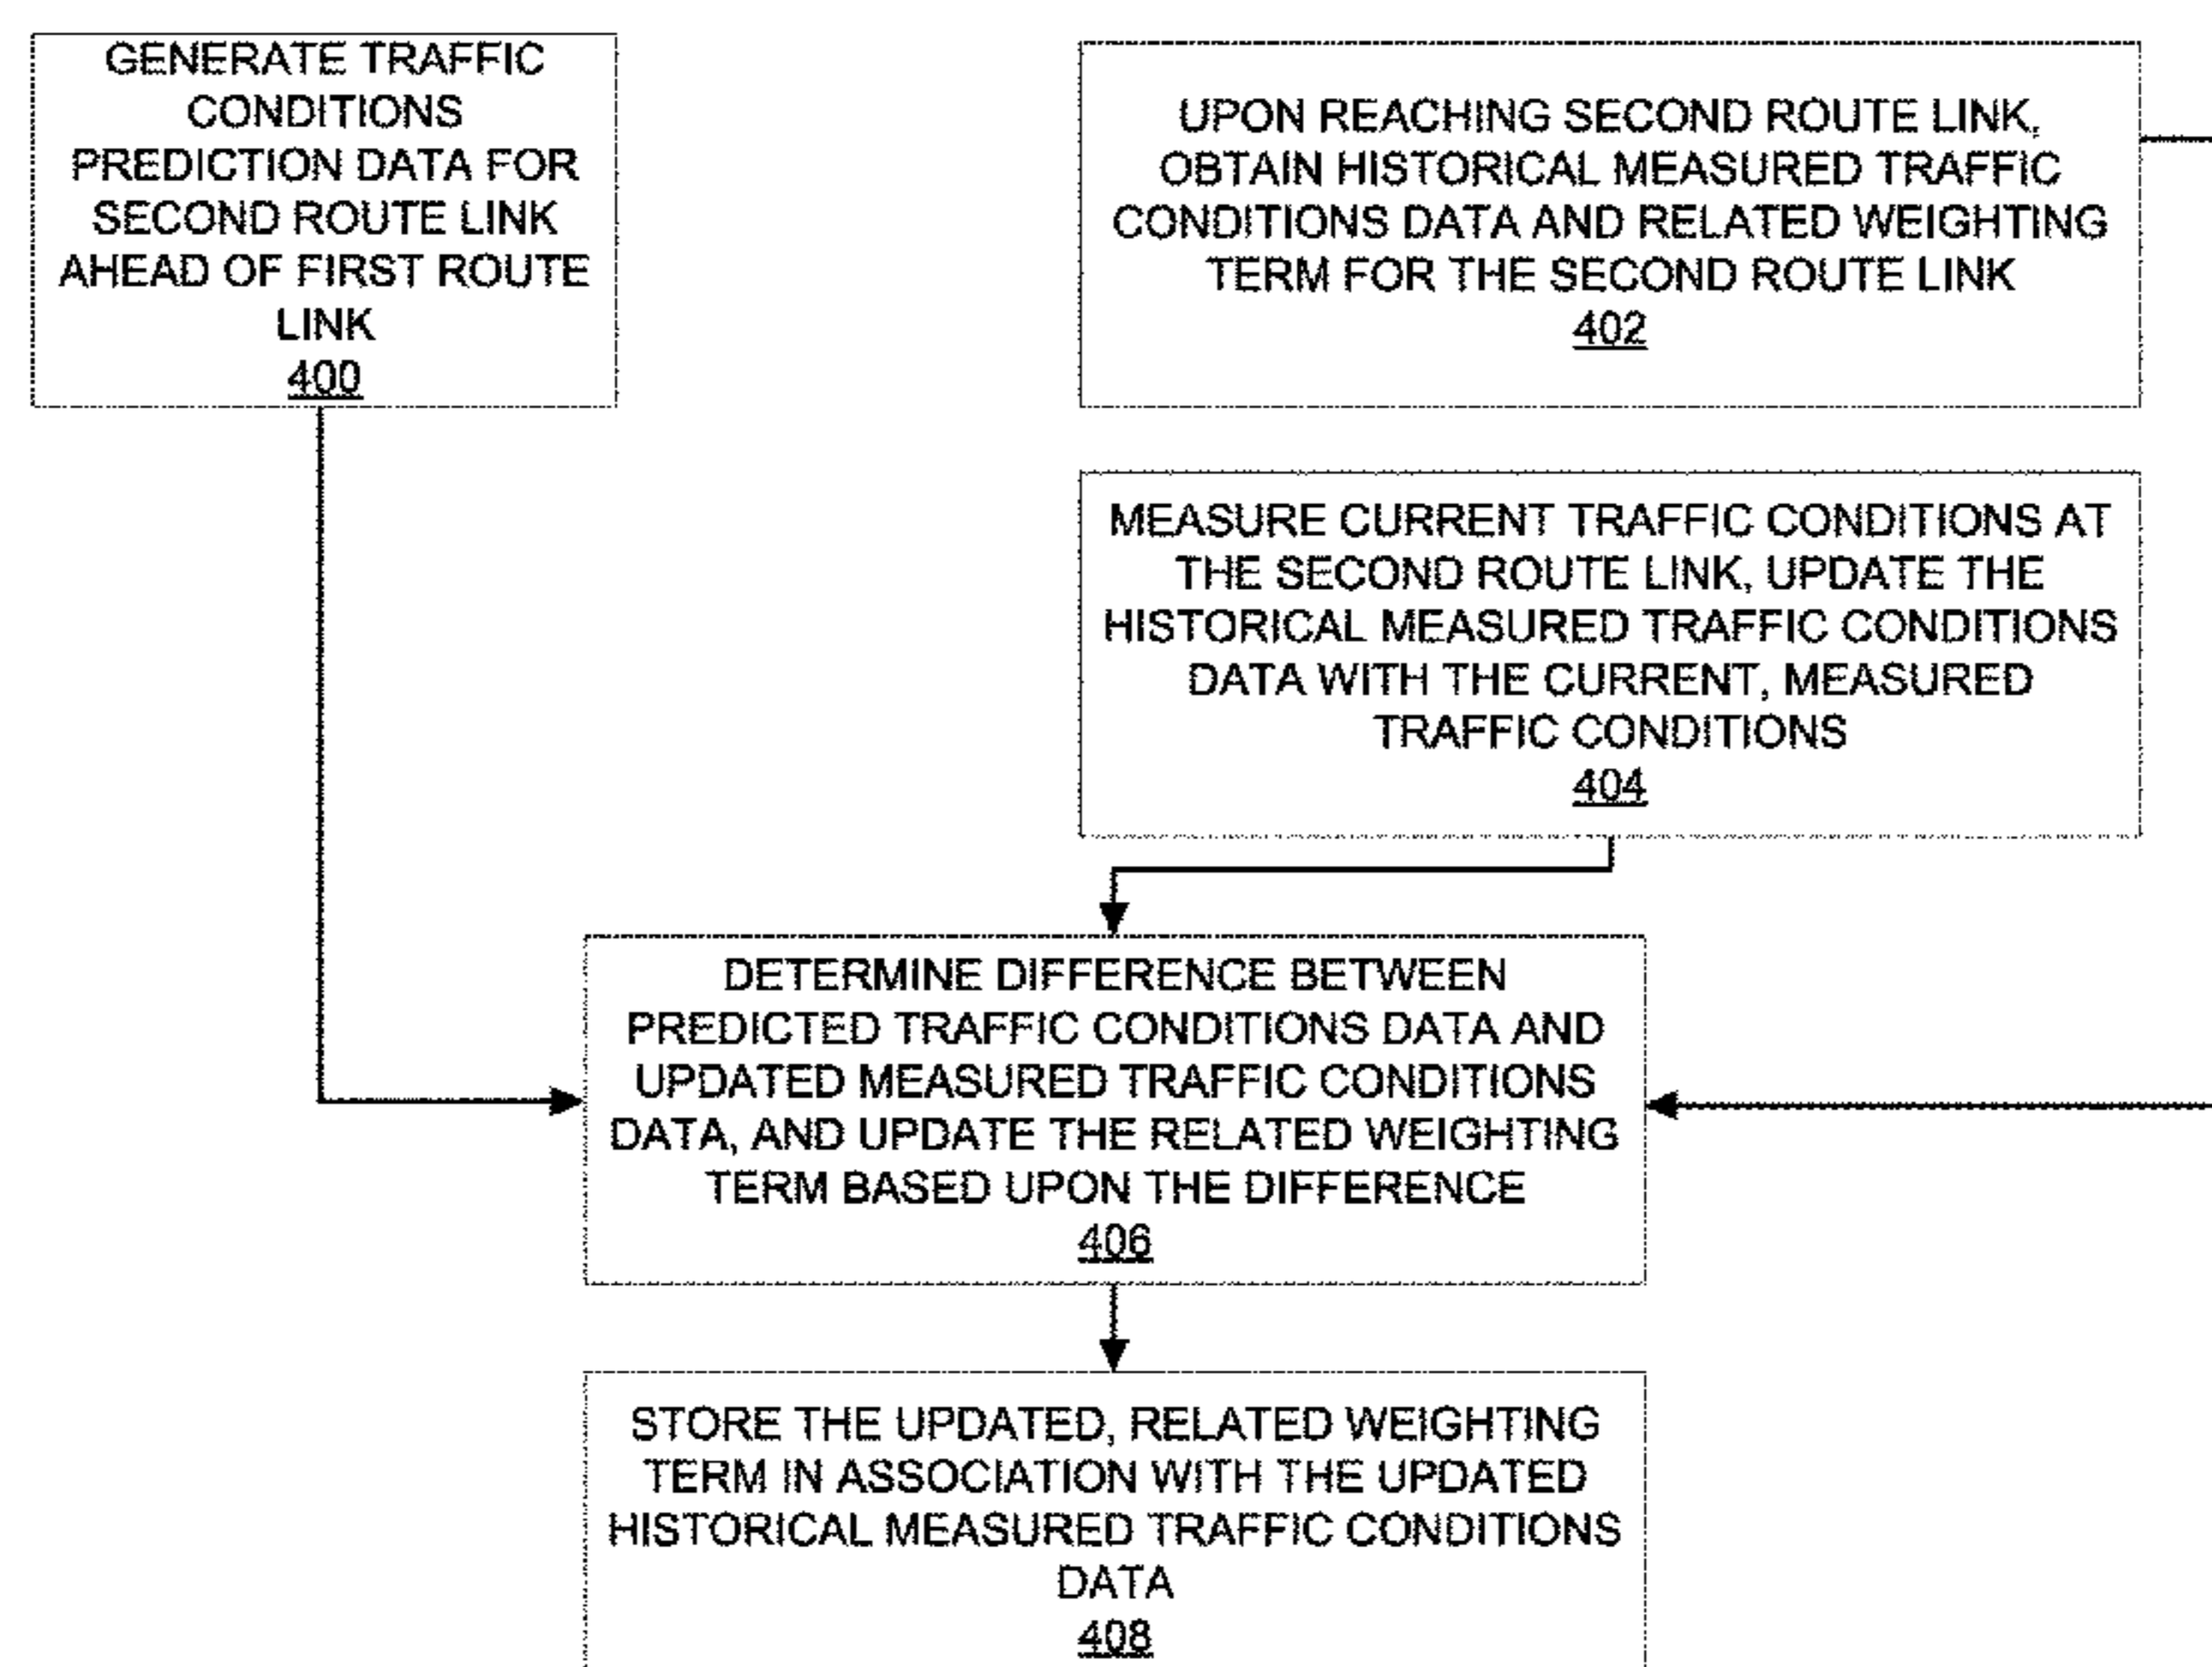 GENERATE TRAFFIC
CONDITIONS
PREDICTION DATA FOR
SECOND ROUTE LINK
AHEAD OF FIRST ROUTE
LINK
400
UPON REACHING SECOND ROUTE LINK,
OBTAIN HISTORICAL MEASURED TRAFFIC
CONDITIONS DATA AND RELATED WEIGHTING
TERM FOR THE SECOND ROUTE LINK
402
MEASURE CURRENT TRAFFIC CONDITIONS AT
THE SECOND ROUTE LINK, UPDATE THE
HISTORICAL MEASURED TRAFFIC CONDITIONS
DATA WITH THE CURRENT, MEASURED
TRAFFIC CONDITIONS
404
DETERMINE DIFFERENCE BETWEEN
PREDICTED TRAFFIC CONDITIONS DATA AND
UPDATED MEASURED TRAFFIC CONDITIONS
DATA, AND UPDATE THE RELATED WEIGHTING
TERM BASED UPON THE DIFFERENCE
406
STORE THE UPDATED, RELATED WEIGHTING
TERM IN ASSOCIATION WITH THE UPDATED
HISTORICAL MEASURED TRAFFIC CONDITIONS
DATA
408